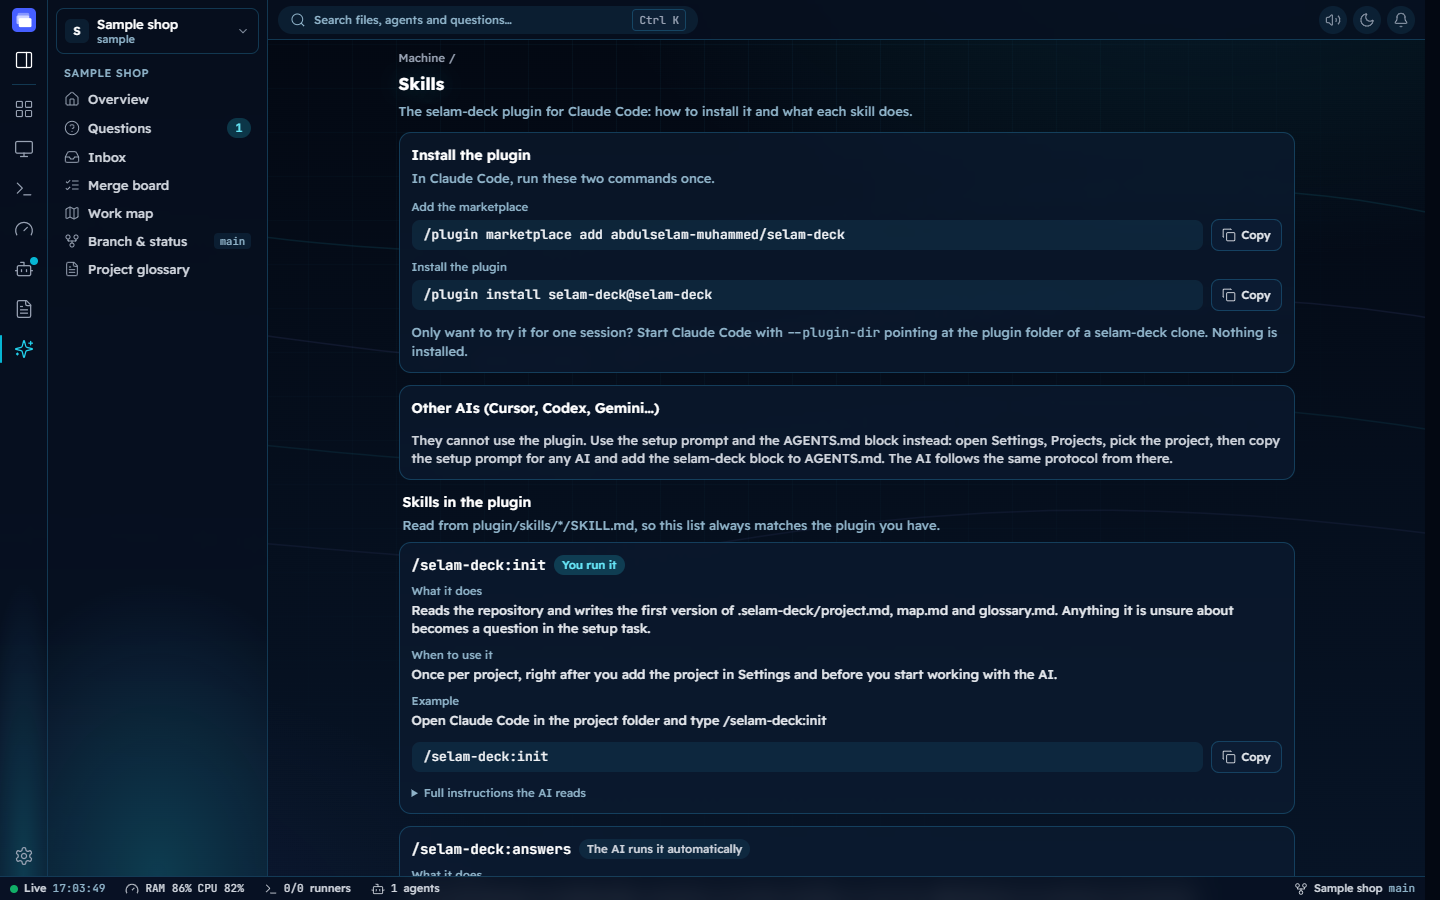 Sample shop
sample
S
SAMPLE SHOP
Overview
Questions 1
Inbox
Merge board
Work map
Branch & status main
Project glossary
Search files, agents and questions... Ctrl K
Machine /
Skills
The selam-deck plugin for Claude Code: how to install it and what each skill does.
Install the plugin
In Claude Code, run these two commands once.
Add the marketplace
/plugin marketplace add abdulselam-muhammed/selam-deck Copy
Install the plugin
/plugin install selam-deck@selam-deck Copy
Only want to try it for one session? Start Claude Code with --plugin-dir pointing at the plugin folder of a selam-deck clone. Nothing is
installed.
Other AIs (Cursor, Codex, Gemini...)
They cannot use the plugin. Use the setup prompt and the AGENTS.md block instead: open Settings, Projects, pick the project, then copy
the setup prompt for any AI and add the selam-deck block to AGENTS.md. The AI follows the same protocol from there.
Skills in the plugin
Read from plugin/skills/*/SKILL.md, so this list always matches the plugin you have.
/selam-deck:init You run it
What it does
Reads the repository and writes the first version of .selam-deck/project.md, map.md and glossary.md. Anything it is unsure about
becomes a question in the setup task.
When to use it
Once per project, right after you add the project in Settings and before you start working with the AI.
Example
Open Claude Code in the project folder and type /selam-deck:init
/selam-deck:init Copy
Full instructions the AI reads
/selam-deck:answers The AI runs it automatically
What it does
Live 17:03:49 RAM 86% CPU 82% 0/0 runners 1 agents Sample shop main